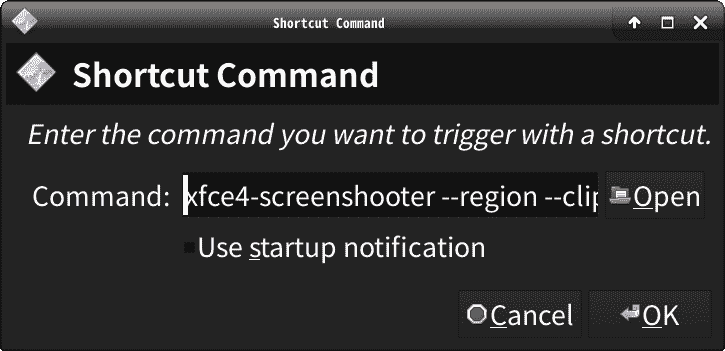 Shortcut Command
Shortcut Command
Enter the command you want to trigger with a shortcut.
Command: xfce4-screenshooter --region --clip Open
Use startup notification
Cancel OK